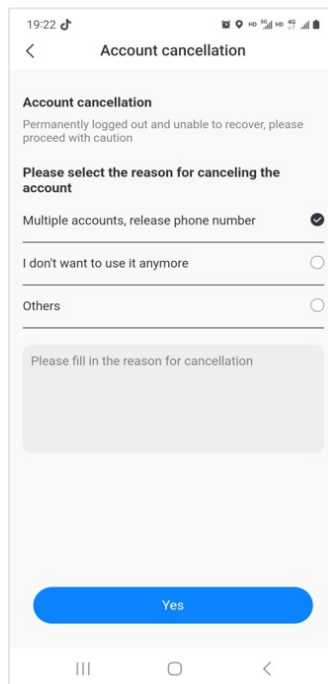 19:22
Account cancellation
Account cancellation
Permanently logged out and unable to recover, please
proceed with caution
Please select the reason for canceling the
account
Multiple accounts, release phone number
I don't want to use it anymore
Others
Please fill in the reason for cancellation
Yes